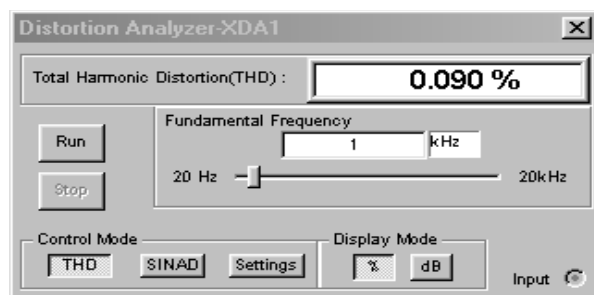 Distortion Analyzer-XDA1
Total Harmonic Distortion(THD) : 0.090 %
Fundamental Frequency
Run
1 kHz
20 Hz 20kHz
Stop
Control Mode Display Mode
THD SINAD Settings % dB
Input